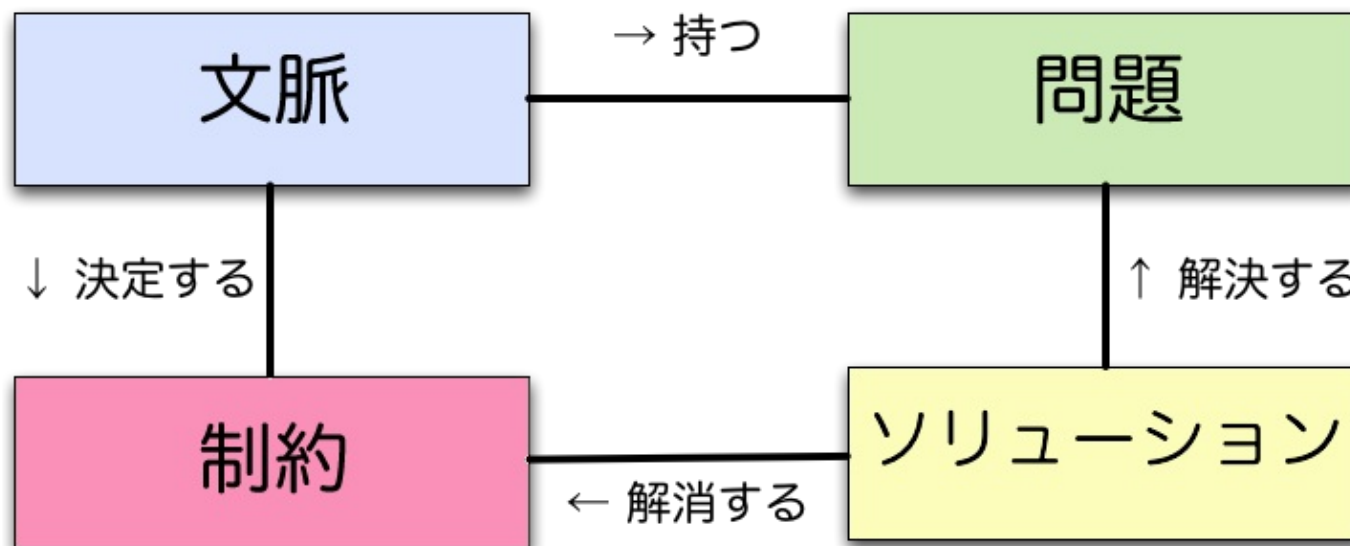 → 持つ
文脈
問題
↓ 決定する
↑ 解決する
制約
ソリューション
← 解消する